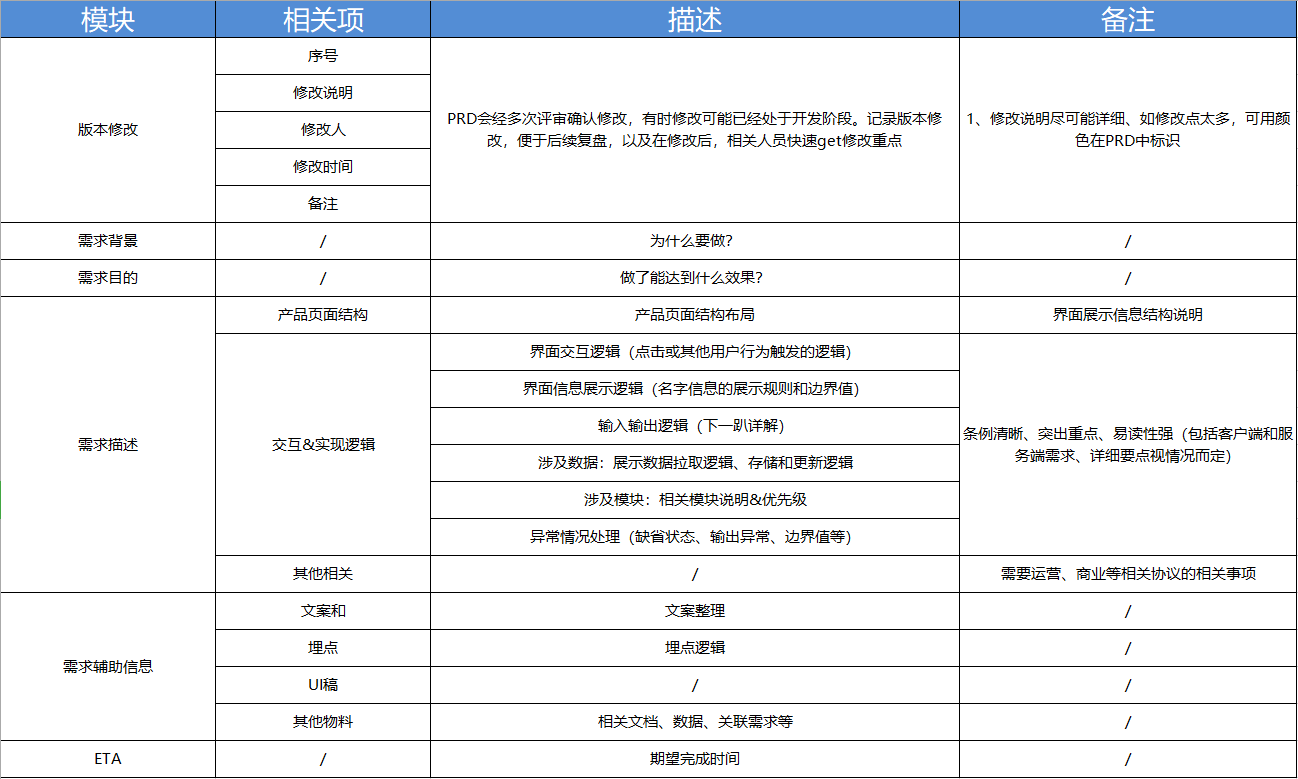 模块 相关项 描述 备注
版本修改
序号
修改说明
修改人
修改时间
备注
PRD会经多次评审确认修改，有时修改可能已经处于开发阶段。记录版本修
改，便于后续复盘，以及在修改后，相关人员快速get修改重点
1、修改说明尽可能详细、如修改点太多，可用颜
色在PRD中标识
需求背景 / 为什么要做? /
需求目的 / 做了能达到什么效果? /
需求描述
产品页面结构 产品页面结构布局 界面展示信息结构说明
交互&实现逻辑
界面交互逻辑（点击或其他用户行为触发的逻辑）
界面信息展示逻辑（名字信息的展示规则和边界值）
输入输出逻辑（下一趴详解）
涉及数据：展示数据拉取逻辑、存储和更新逻辑
涉及模块：相关模块说明&优先级
异常情况处理（缺省状态、输出异常、边界值等）
条例清晰、突出重点、易读性强（包括客户端和服
务端需求、详细要点视情况而定）
其他相关 / 需要运营、商业等相关协议的相关事项
需求辅助信息
文案和 文案整理 /
埋点 埋点逻辑 /
UI稿 / /
其他物料 相关文档、数据、关联需求等 /
ETA / 期望完成时间 /